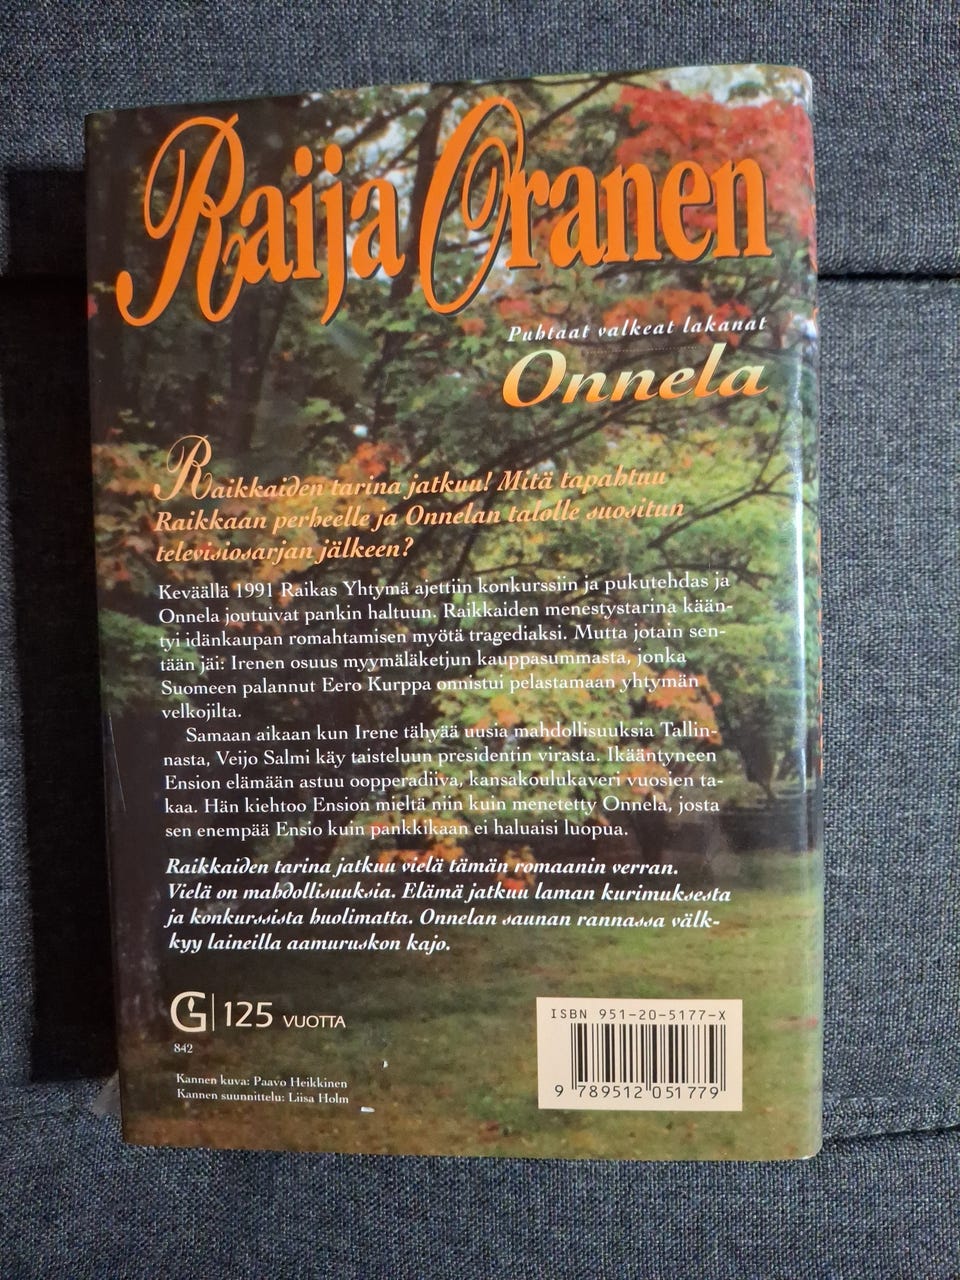 Raija Oranen
Puhtaat valkeat lakanat
Onnela
Raikkaiden tarina jatkuu! Mitä tapahtuu
Raikkaan perheelle ja Onnelan talolle suositun
televisiosarjan jälkeen?
Keväällä 1991 Raikas Yhtymä ajettiin konkurssiin ja pukutehdas ja
Onnela joutuivat pankin haltuun. Raikkaiden menestystarina kään-
tyi idänkaupan romahtamisen myötä tragediaksi. Mutta jotain sen-
tään jäi: Irenen osuus myymäläketjun kauppasummasta, jonka
Suomeen palannut Eero Kurppa onnistui pelastamaan yhtymän
velkojilta.
Samaan aikaan kun Irene tähyää uusia mahdollisuuksia Tallin-
nasta, Veijo Salmi käy taisteluun presidentin virasta. Ikääntyneen
Ension elämään astuu oopperadiiva, kansakoulukaveri vuosien ta-
kaa. Hän kiehtoo Ension mieltä niin kuin menetetty Onnela, josta
sen enempää Ensio kuin pankkikaan ei haluaisi luopua.
Raikkaiden tarina jatkuu vielä tämän romaanin verran.
Vielä on mahdollisuuksia. Elämä jatkuu laman kurimuksesta
ja konkurssista huolimatta. Onnelan saunan rannassa välk-
kyy laineilla aamuruskon kajo.
G 125 VUOTTA
842
Kannen kuva: Paavo Heikkinen
Kannen suunnittelu: Liisa Holm
ISBN 951-20-5177-X
9 789512 051779